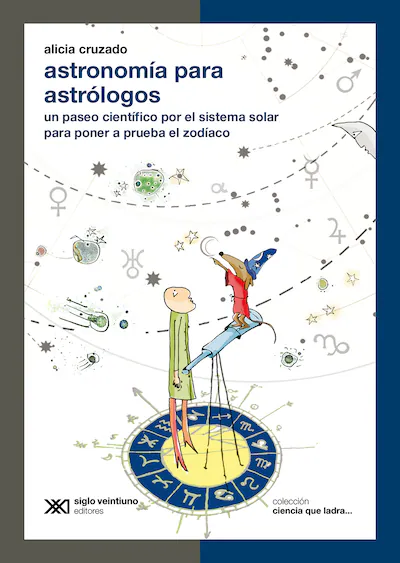 alicia cruzado
astronomía para
astrólogos
un paseo científico por el sistema solar
para poner a prueba el zodíaco
siglo veintiuno
editores
colección
ciencia que ladra...